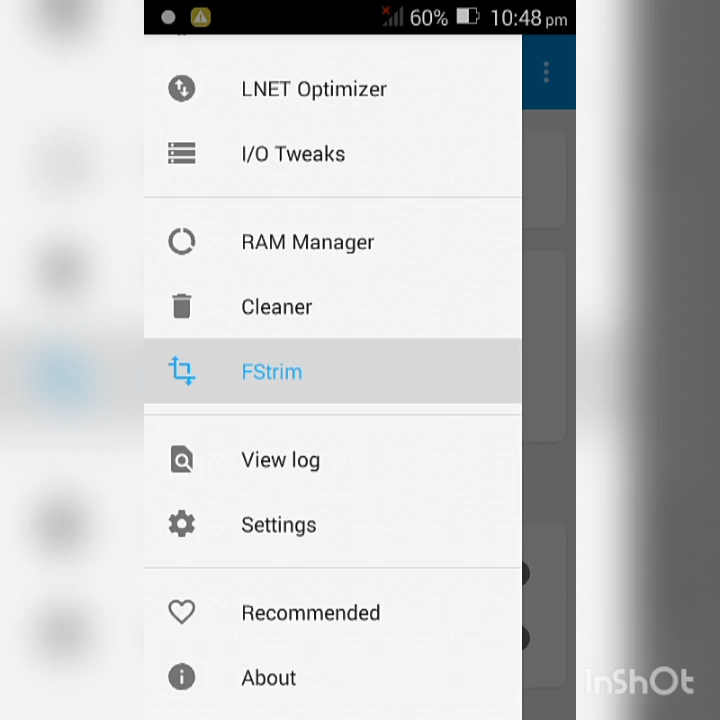 60% 10:48 pm
LNET Optimizer
I/O Tweaks
RAM Manager
Cleaner
FStrim
View log
Settings
Recommended
About
InShOt